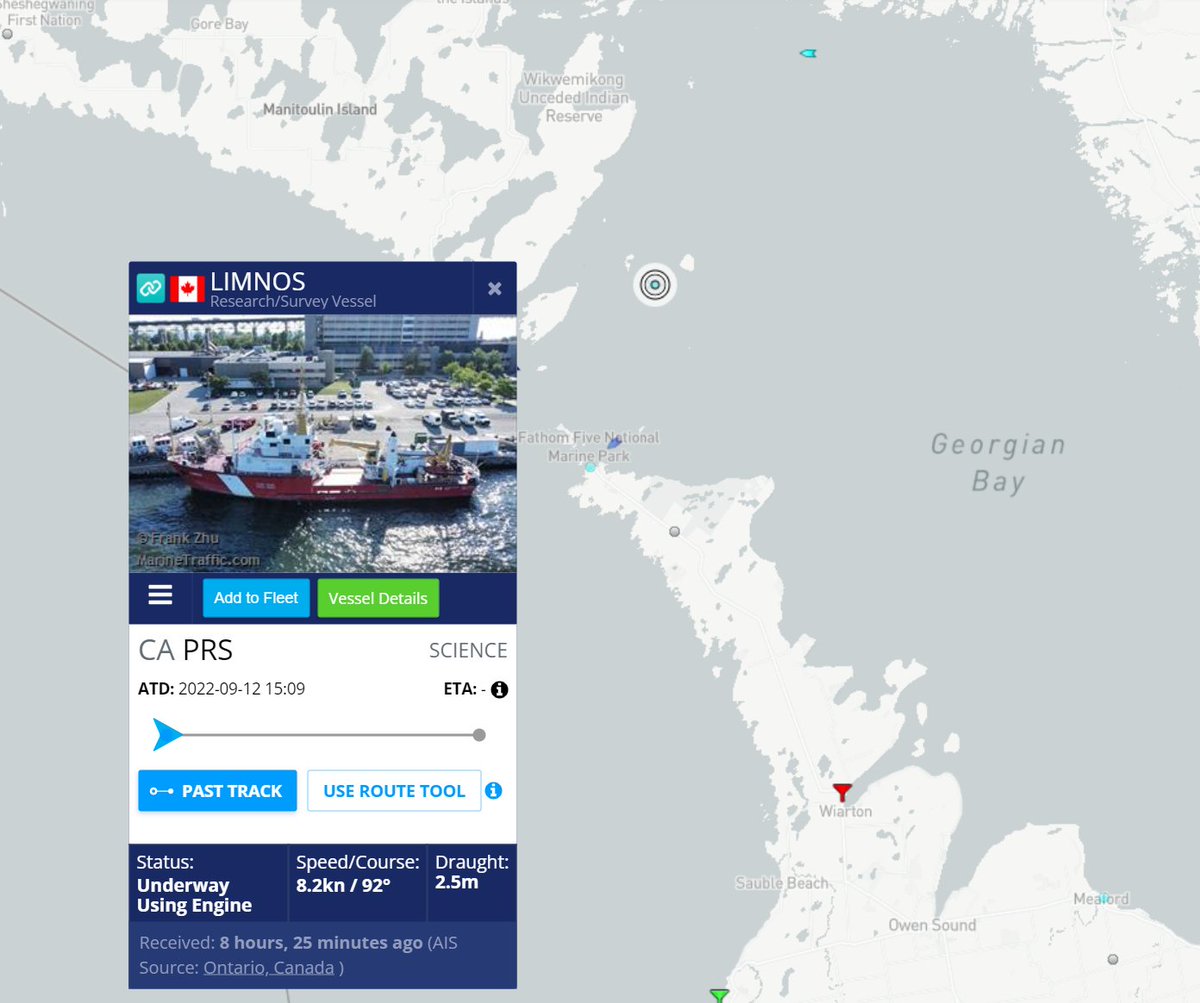 heshegwaning
First Nation
Gore Bay
the Islands
Manitoulin Island
Wikwemikong
Unceded Indian
Reserve
LIMNOS
Research/Survey Vessel
×
© Frank Zhu
MarineTraffic.com
Add to Fleet
Vessel Details
CA PRS
SCIENCE
ATD: 2022-09-12 15:09
ETA: -
PAST TRACK
USE ROUTE TOOL
Status:
Underway
Using Engine
Speed/Course:
8.2kn / 92°
Draught:
2.5m
Received: 8 hours, 25 minutes ago (AIS
Source: Ontario, Canada )
Fathom Five National
Marine Park
Georgian
Bay
Wiarton
Sauble Beach
Owen Sound
Meaford